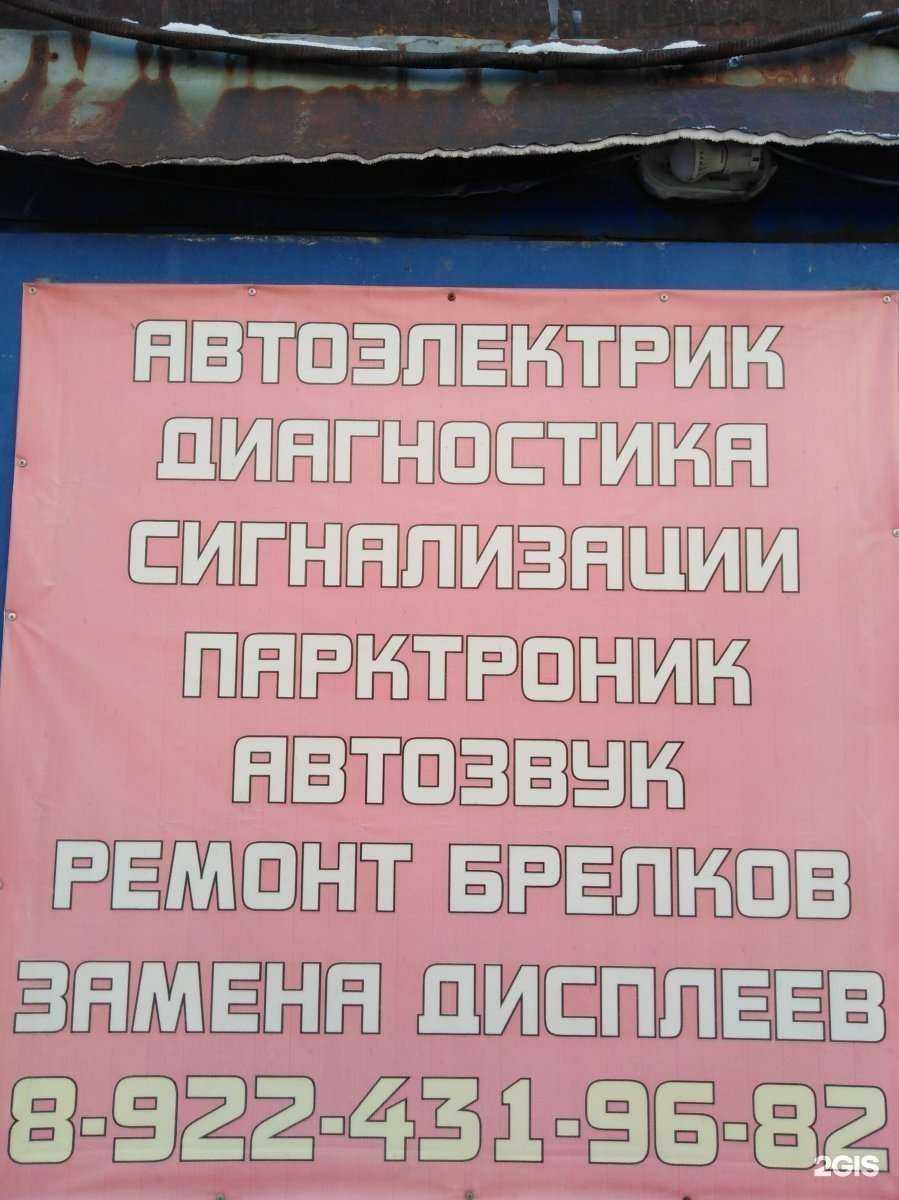 АВТОЭЛЕКТРИК
ДИАГНОСТИКА
СИГНАЛИЗАЦИИ
ПАРКТРОНИК
АВТОЗВУК
РЕМОНТ БРЕЛКОВ
ЗАМЕНА ДИСПЛЕЕВ
8-922-431-96-82
2GIS